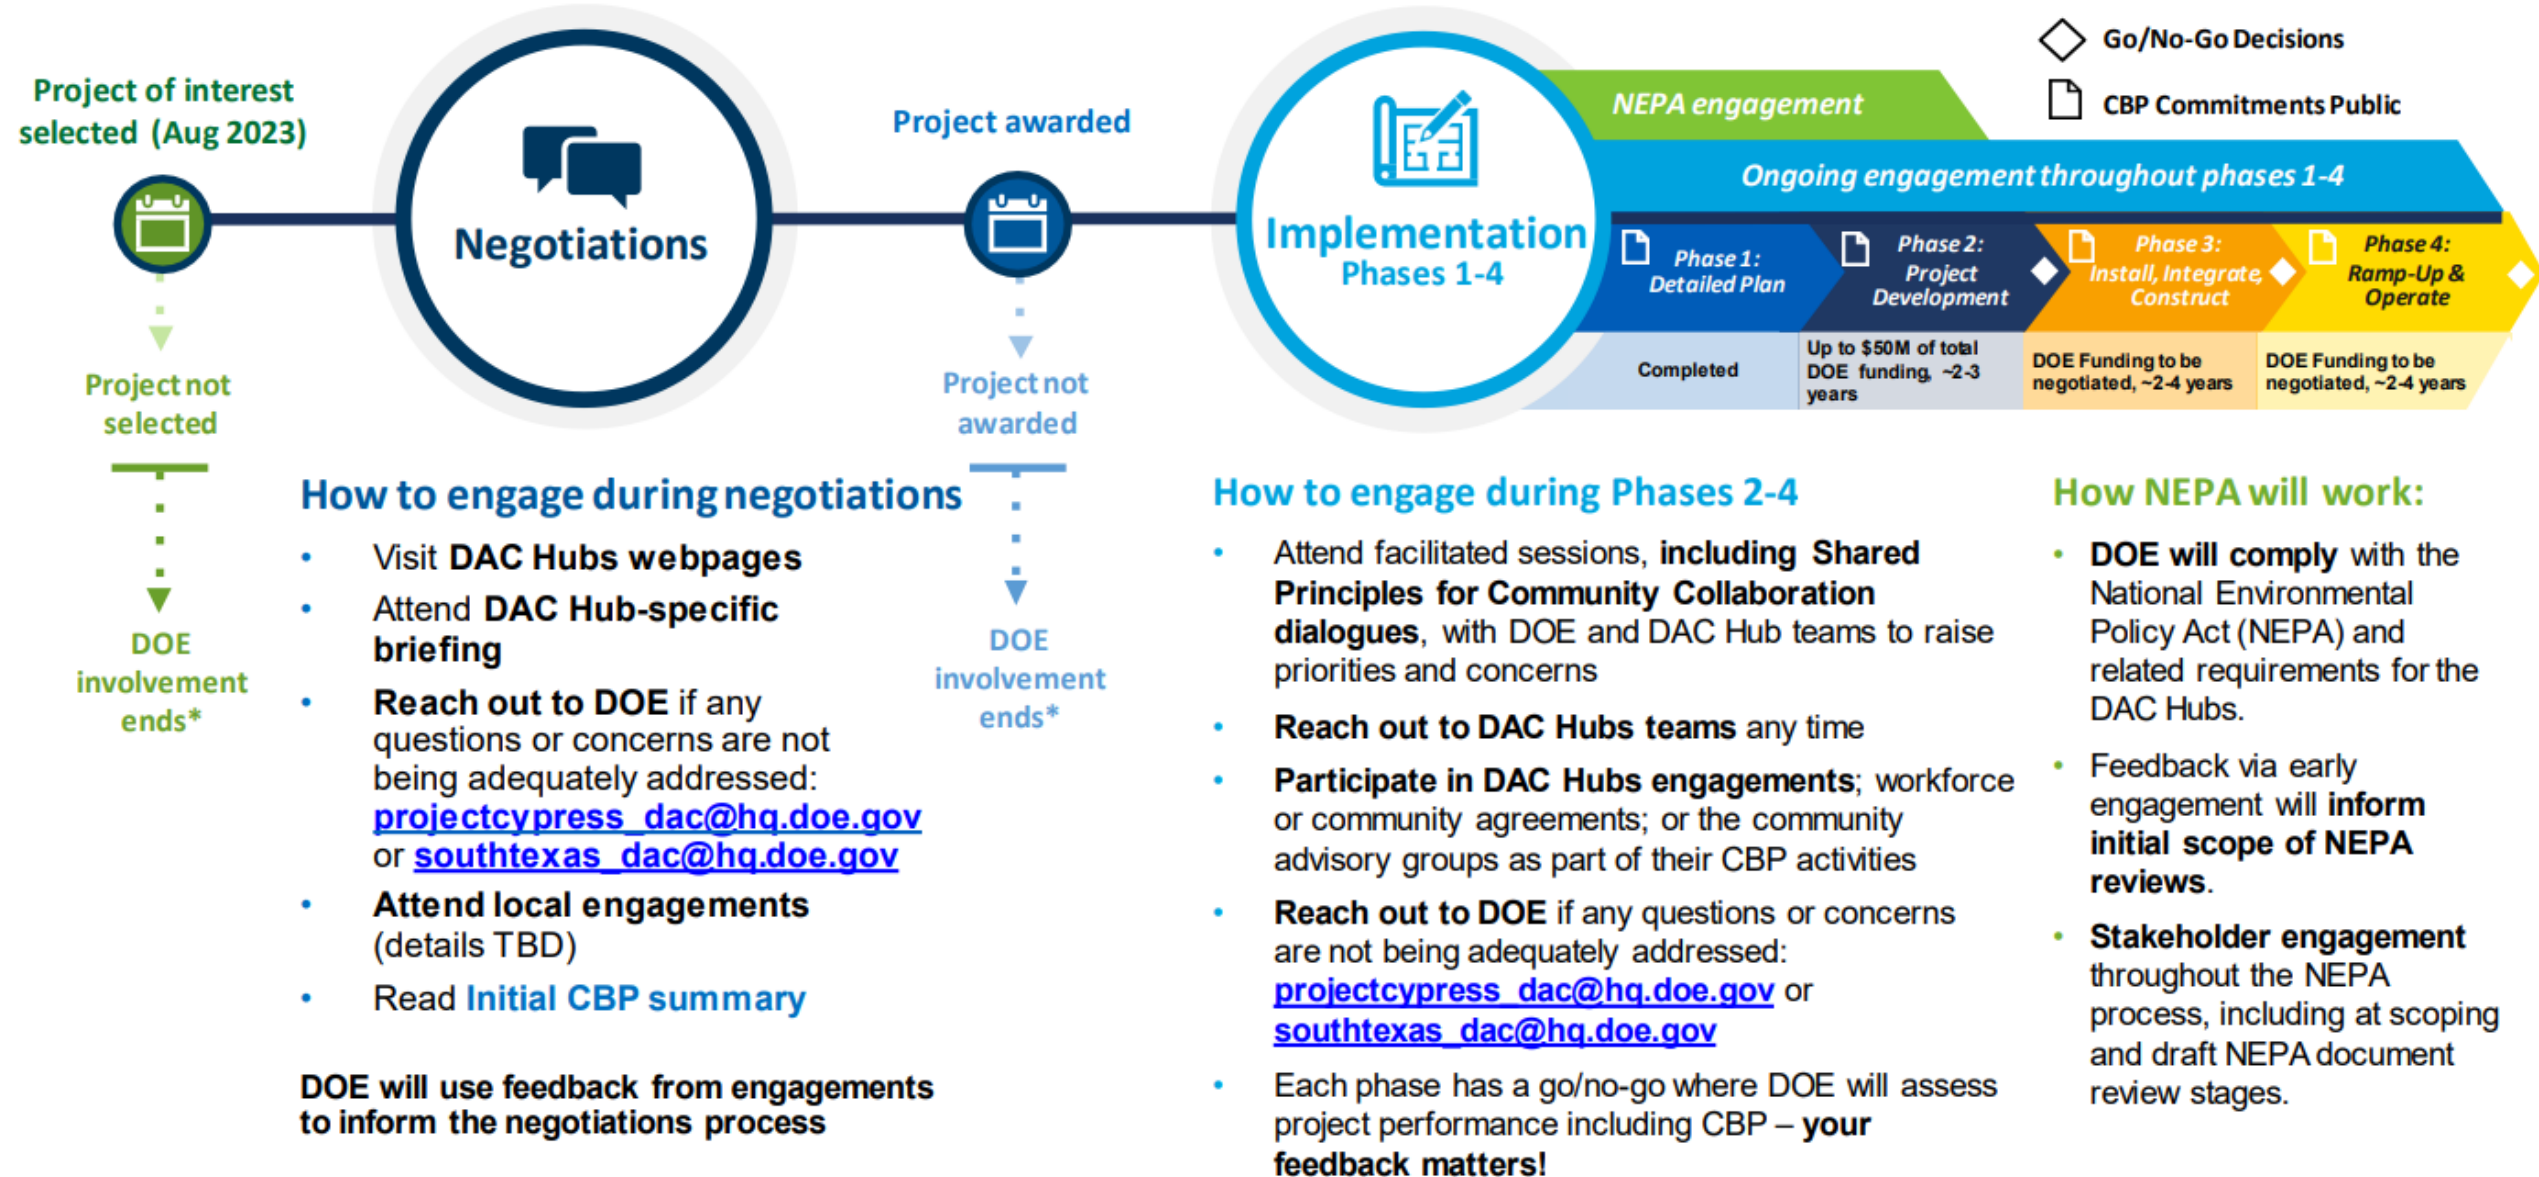 Project of interest
selected (Aug 2023)
Project not
selected
DOE
involvement
ends*
Negotiations
Project awarded
Project not
awarded
DOE
involvement
ends*
Implementation
Phases 1-4
Go/No-Go Decisions
CBP Commitments Public
NEPA engagement
Ongoing engagement throughout phases 1-4
Phase 1:
Detailed Plan
Phase 2:
Project
Development
Phase 3:
Install, Integrate,
Construct
Phase 4:
Ramp-Up &
Operate
Completed
Up to $50M of total
DOE funding, ~2-3
years
DOE Funding to be
negotiated, ~2-4 years
DOE Funding to be
negotiated, ~2-4 years
How to engage during negotiations
• Visit DAC Hubs webpages
• Attend DAC Hub-specific
briefing
• Reach out to DOE if any
questions or concerns are not
being adequately addressed:
projectcypress_dac@hq.doe.gov
or southtexas_dac@hq.doe.gov
• Attend local engagements
(details TBD)
• Read Initial CBP summary
DOE will use feedback from engagements
to inform the negotiations process
How to engage during Phases 2-4
• Attend facilitated sessions, including Shared
Principles for Community Collaboration
dialogues, with DOE and DAC Hub teams to raise
priorities and concerns
• Reach out to DAC Hubs teams any time
• Participate in DAC Hubs engagements; workforce
or community agreements; or the community
advisory groups as part of their CBP activities
• Reach out to DOE if any questions or concerns
are not being adequately addressed:
projectcypress_dac@hq.doe.gov or
southtexas_dac@hq.doe.gov
• Each phase has a go/no-go where DOE will assess
project performance including CBP – your
feedback matters!
How NEPA will work:
• DOE will comply with the
National Environmental
Policy Act (NEPA) and
related requirements for the
DAC Hubs.
• Feedback via early
engagement will inform
initial scope of NEPA
reviews.
• Stakeholder engagement
throughout the NEPA
process, including at scoping
and draft NEPA document
review stages.